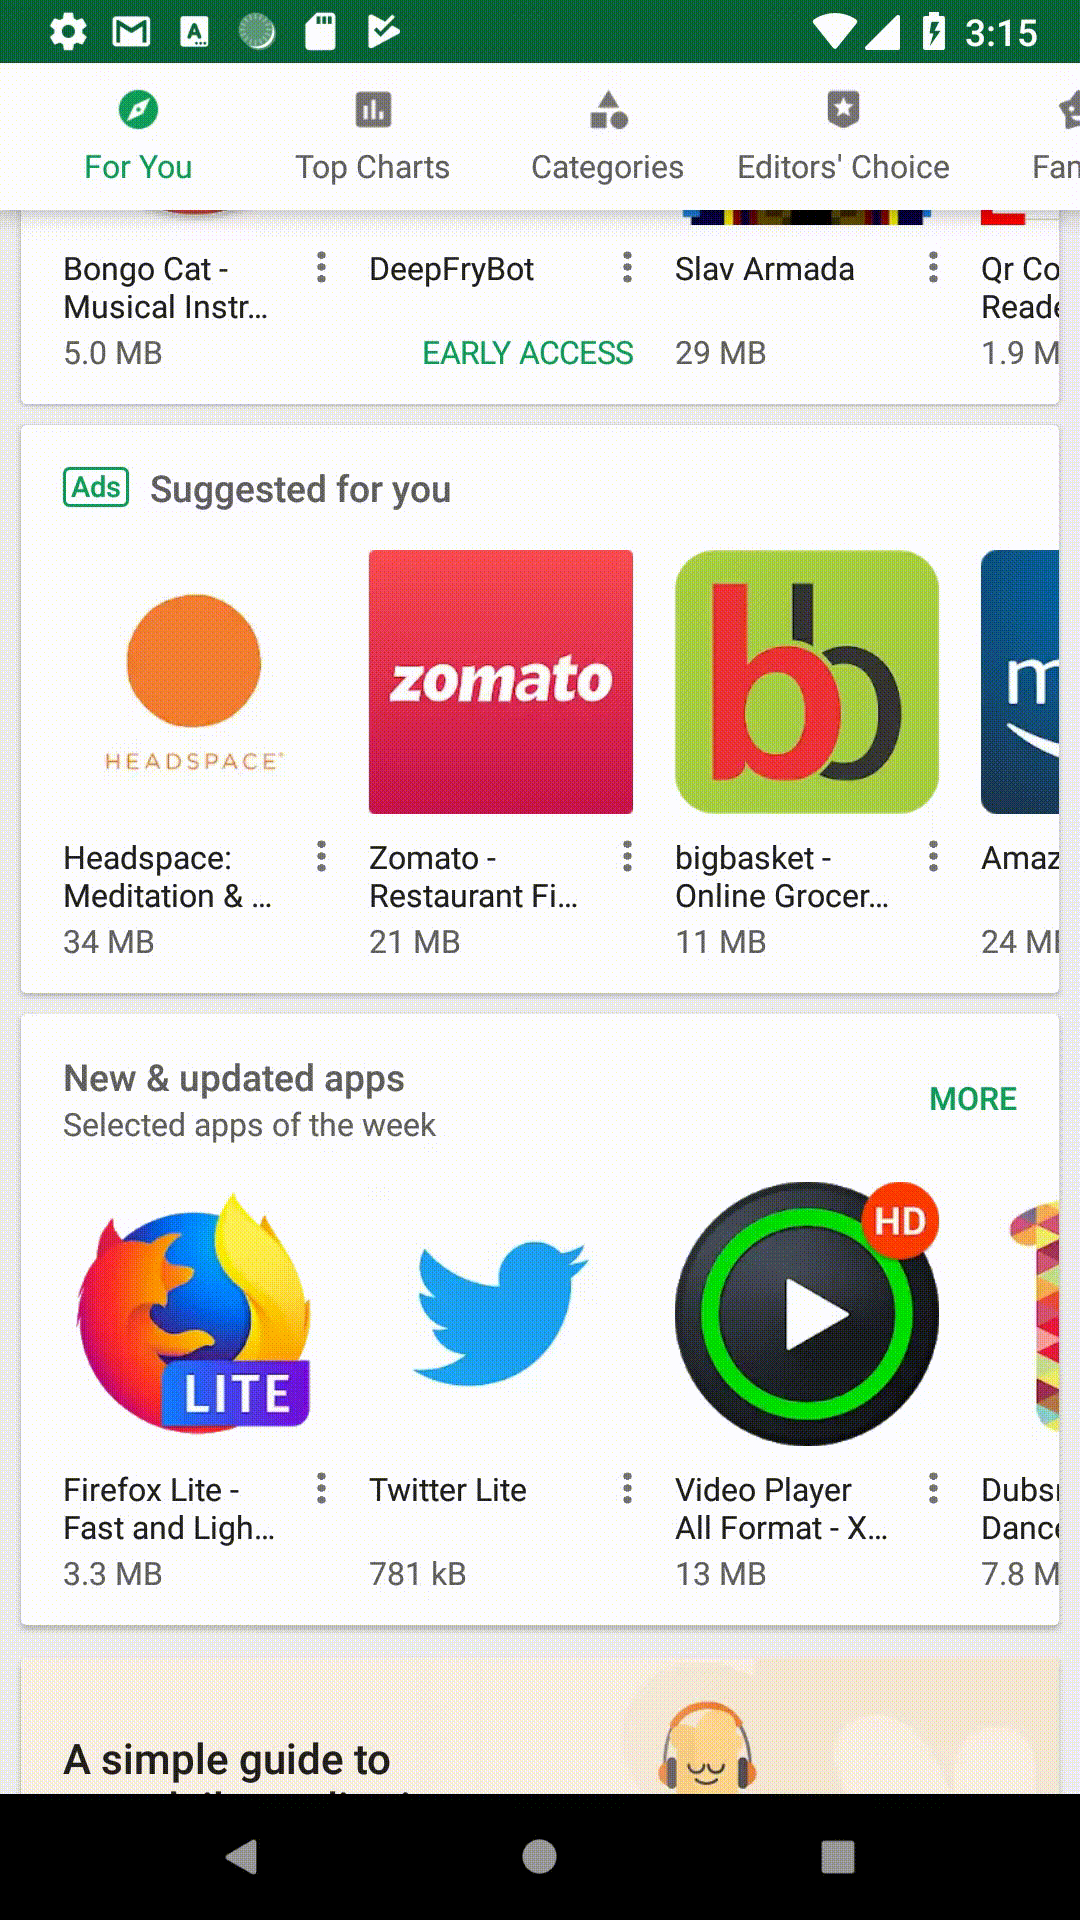 3:15
For You
Top Charts
Categories
Editors' Choice
Fan
Bongo Cat -
Musical Instr...
5.0 MB
DeepFryBot
EARLY ACCESS
Slav Armada
29 MB
Qr Co
Reade
1.9 M
Ads Suggested for you
HEADSPACE
zomato
bb
m
Headspace:
Meditation & ...
34 MB
Zomato -
Restaurant Fi...
21 MB
bigbasket -
Online Grocer...
11 MB
Amaz
24 MB
New & updated apps
Selected apps of the week
MORE
LITE
HD
Firefox Lite -
Fast and Ligh...
3.3 MB
Twitter Lite
781 kB
Video Player
All Format - X...
13 MB
Dubs
Dance
7.8 M
A simple guide to